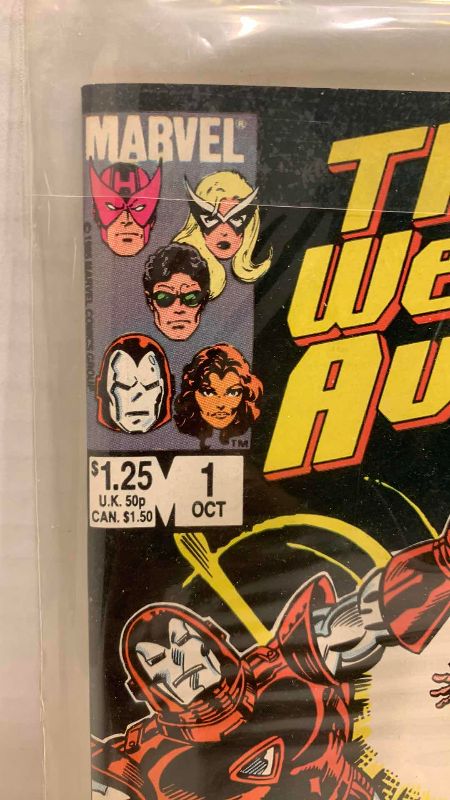 MARVEL®
TH
We
AV
© 1985 MARVEL COMICS GROUP
TM
$1.25
U.K. 50p
CAN. $1.50
1
OCT